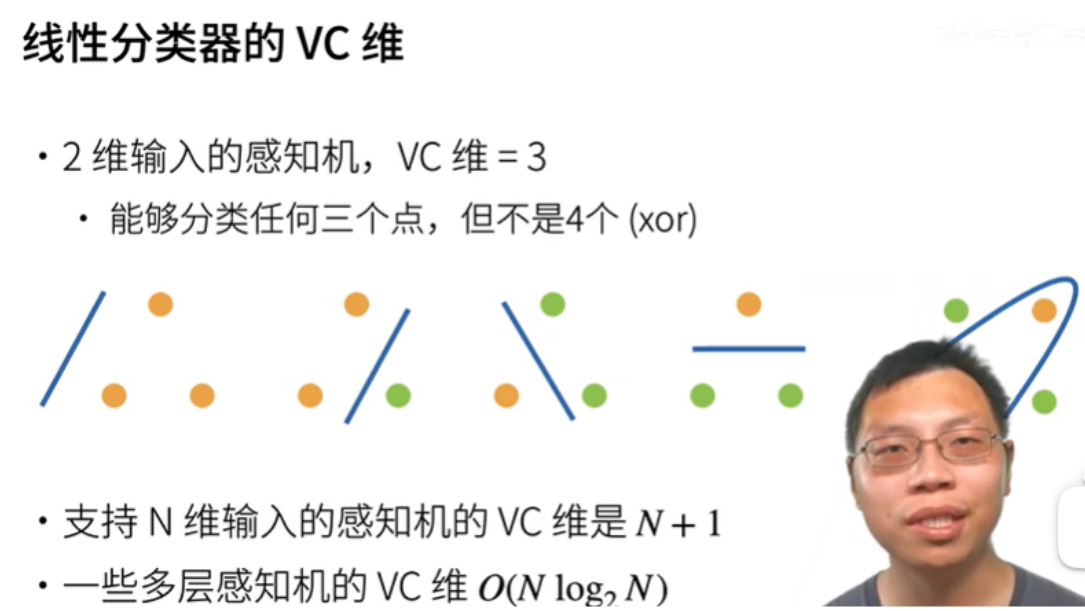 线性分类器的 VC 维
• 2 维输入的感知机，VC 维 = 3
• 能够分类任何三个点，但不是4个 (xor)
• 支持 N 维输入的感知机的 VC 维是 N + 1
• 一些多层感知机的 VC 维 O(N log₂ N)